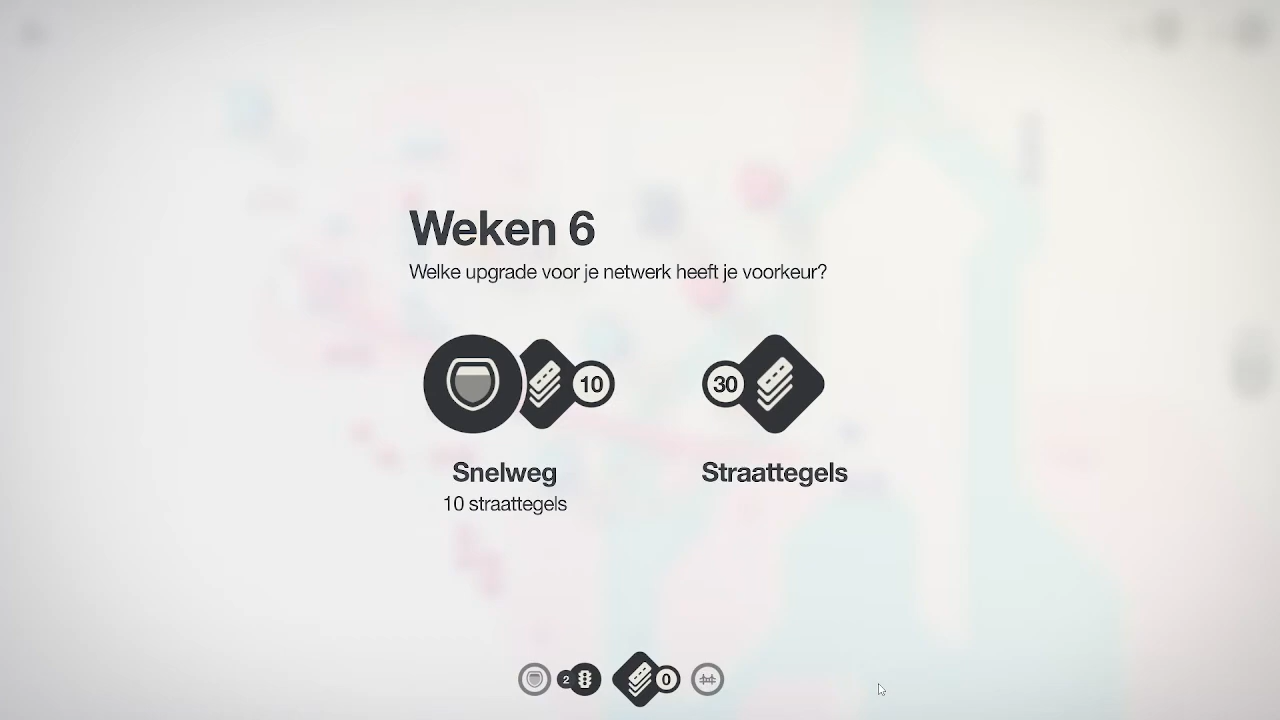 Weken 6
Welke upgrade voor je netwerk heeft je voorkeur?
10
30
Snelweg
Straattegels
10 straattegels
2
0